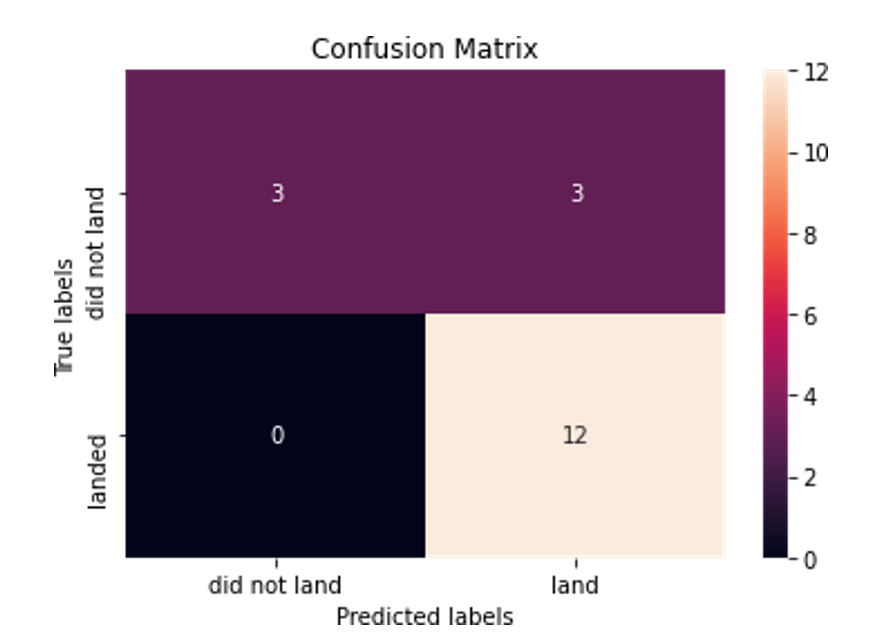 Confusion Matrix
True labels
did not land
landed
3
3
0
12
did not land
land
Predicted labels
12
10
8
6
4
2
0